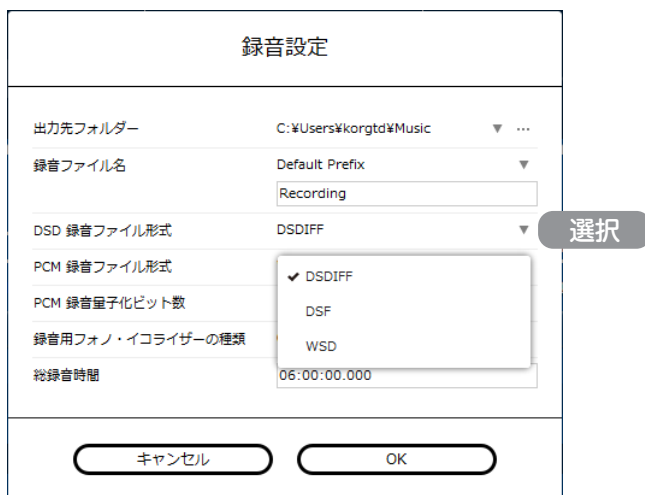 録音設定
出力先フォルダー C:¥Users¥korgtd¥Music ▼ ···
録音ファイル名 Default Prefix ▼
Recording
DSD 録音ファイル形式 DSDIFF ▼ 選択
PCM 録音ファイル形式
✔ DSDIFF
PCM 録音量子化ビット数
DSF
録音用フォノ・イコライザーの種類
WSD
総録音時間 06:00:00.000
キャンセル OK